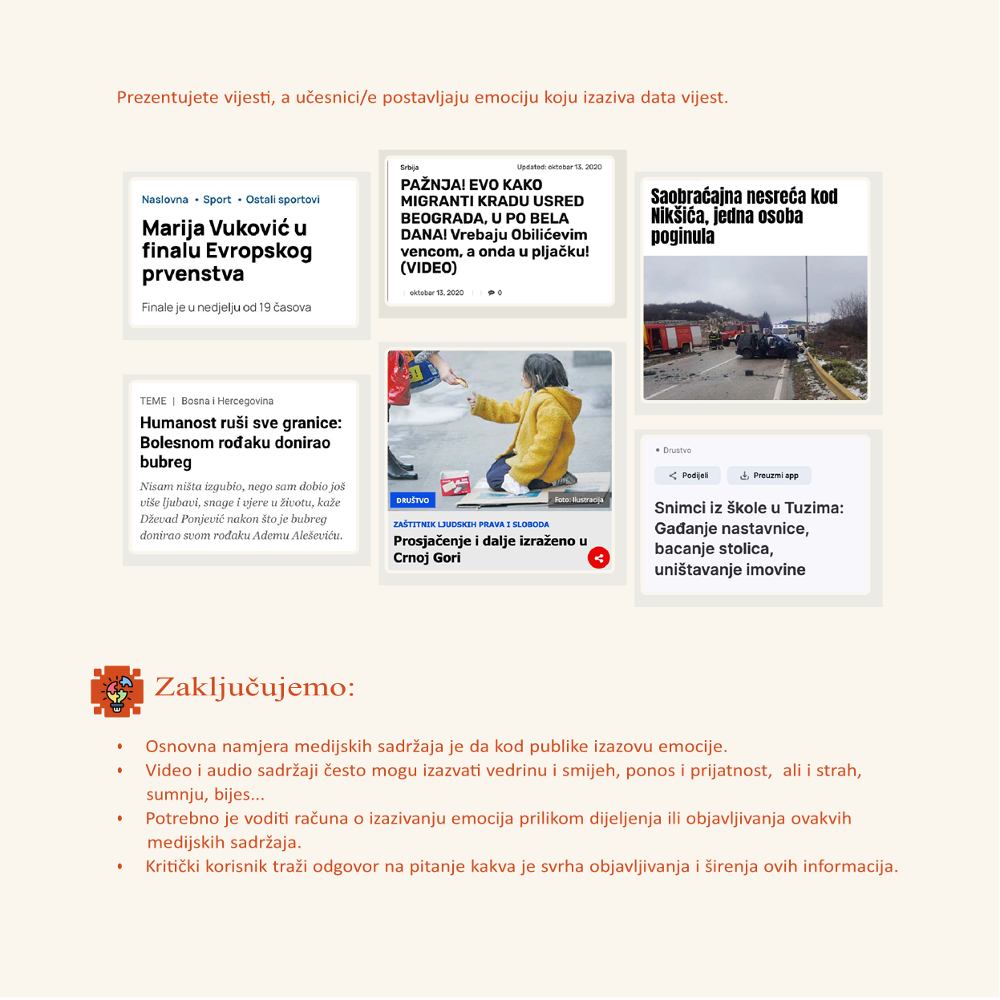 Prezentujete vijesti, a učesnici/e postavljaju emociju koju izaziva data vijest.
Naslovna • Sport • Ostali sportovi
Marija Vuković u
finalu Evropskog
prvenstva
Finale je u nedjelju od 19 časova
Srbija
Updated: oktobar 13, 2020
PAŽNJA! EVO KAKO
MIGRANTI KRADU USRED
BEOGRADA, U PO BELA
DANA! Vrebaju Obilićevim
vencom, a onda u pljačku!
(VIDEO)
oktobar 13, 2020 | | 0
Saobraćajna nesreća kod
Nikšića, jedna osoba
poginula
TEME | Bosna i Hercegovina
Humanost ruši sve granice:
Bolesnom rođaku donirao
bubreg
Nisam ništa izgubio, nego sam dobio još
više ljubavi, snage i vjere u životu, kaže
Dževad Ponjević nakon što je bubreg
donirao svom rođaku Ademu Aleševiću.
DRUŠTVO
Foto: Ilustracija
ZAŠTITNIK LJUDSKIH PRAVA I SLOBODA
Prosjačenje i dalje izraženo u
Crnoj Gori
• Drustvo
Podijeli
Preuzmi app
Snimci iz škole u Tuzima:
Gađanje nastavnice,
bacanje stolica,
uništavanje imovine
Zaključujemo:
• Osnovna namjera medijskih sadržaja je da kod publike izazovu emocije.
• Video i audio sadržaji često mogu izazvati vedrinu i smijeh, ponos i prijatnost, ali i strah,
sumnju, bijes...
• Potrebno je voditi računa o izazivanju emocija prilikom dijeljenja ili objavljivanja ovakvih
medijskih sadržaja.
• Kritički korisnik traži odgovor na pitanje kakva je svrha objavljivanja i širenja ovih informacija.